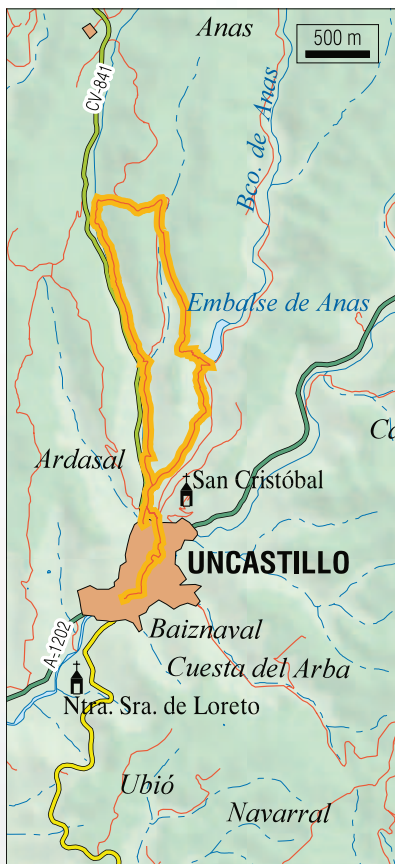 Anas
500 m
CV-841
Bco. de Anas
Embalse de Anas
Ca
Ardasal
San Cristóbal
UNCASTILLO
Baiznaval
A-1202
Cuesta del Arba
Ntra. Sra. de Loreto
Ubió
Navarral